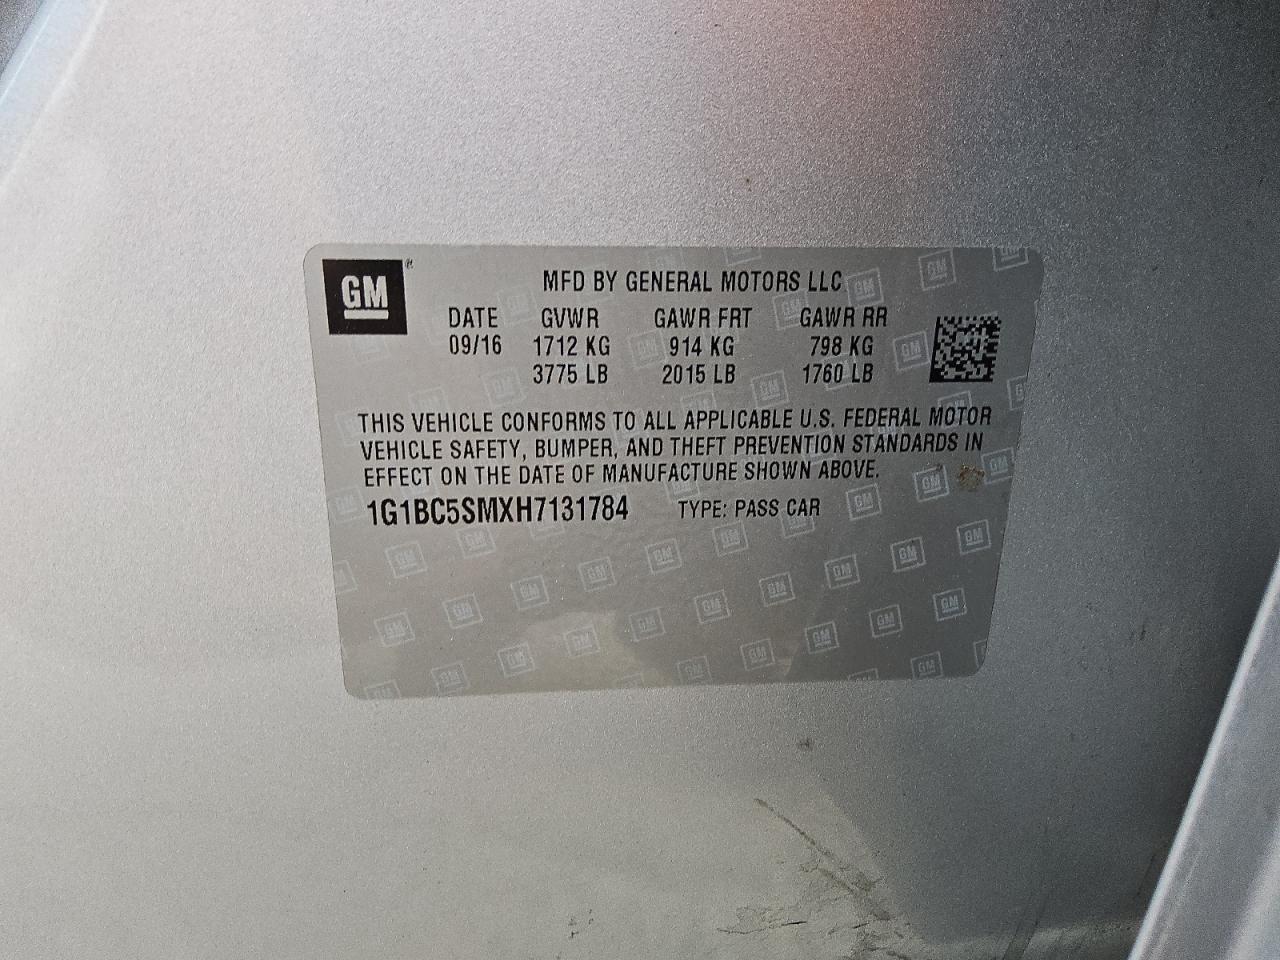 GM®
MFD BY GENERAL MOTORS LLC
DATE GVWR GAWR FRT GAWR RR
09/16 1712 KG 914 KG 798 KG
3775 LB 2015 LB 1760 LB
THIS VEHICLE CONFORMS TO ALL APPLICABLE U.S. FEDERAL MOTOR
VEHICLE SAFETY, BUMPER, AND THEFT PREVENTION STANDARDS IN
EFFECT ON THE DATE OF MANUFACTURE SHOWN ABOVE.
1G1BC5SMXH7131784 TYPE: PASS CAR